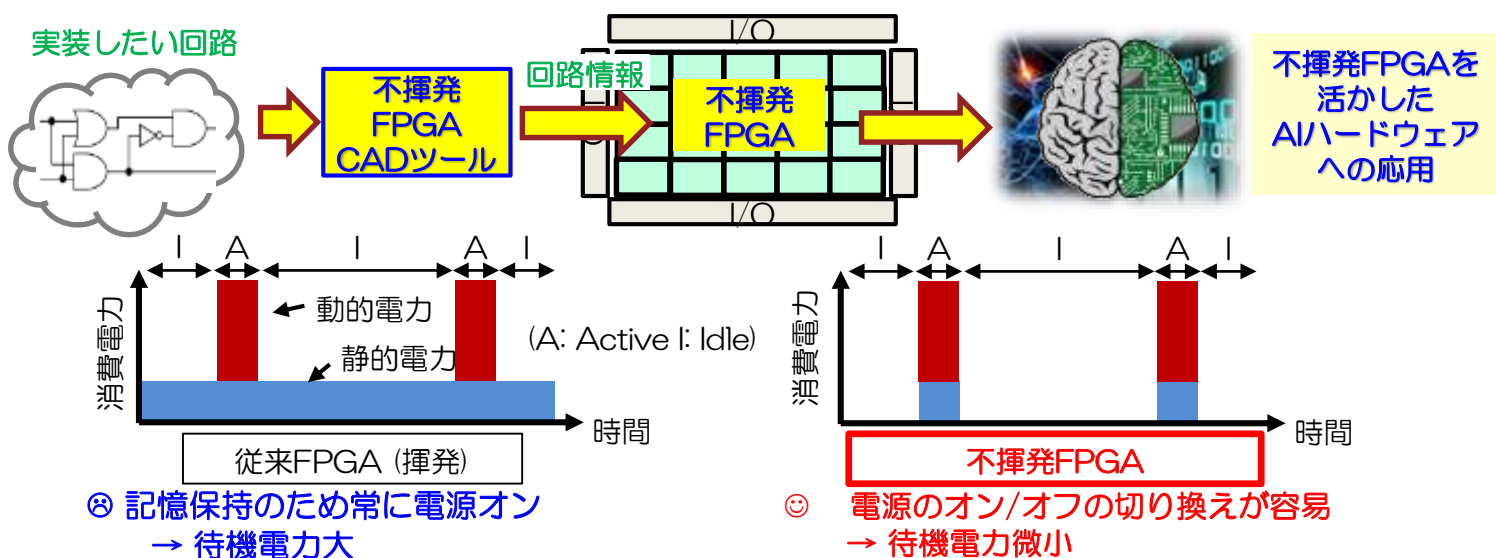 実装したい回路
不揮発
FPGA
CADツール
回路情報
I/O
不揮発
FPGA
I/O
不揮発FPGAを
活かした
AIハードウェア
への応用
I A I A I
消費電力
動的電力
静的電力
(A: Active I: Idle)
時間
従来FPGA (揮発)
☹ 記憶保持のため常に電源オン
→ 待機電力大
I A I A I
消費電力
時間
不揮発FPGA
☺ 電源のオン/オフの切り換えが容易
→ 待機電力微小